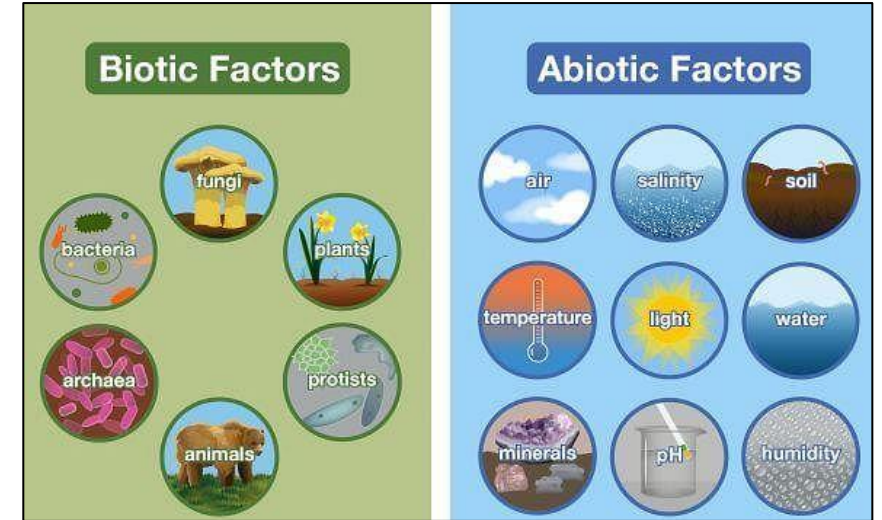 Biotic Factors
fungi
bacteria
plants
archaea
protists
animals
Abiotic Factors
air
salinity
soil
temperature
light
water
minerals
pH
humidity